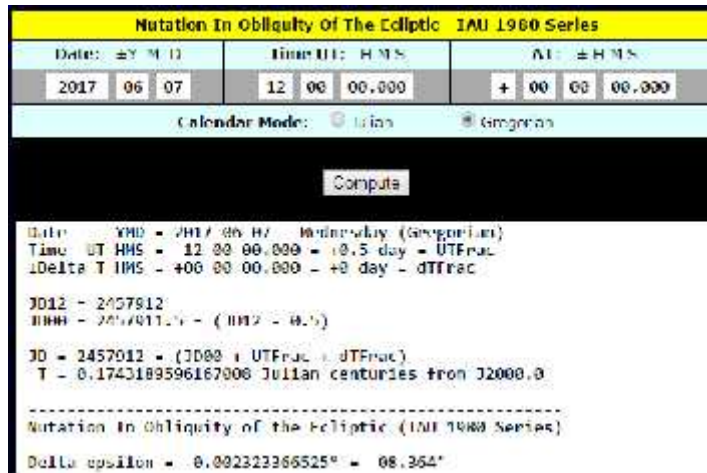 Nutation In Obliquity Of The Ecliptic IAU 1980 Series
Date: ±Y M D Time UT: H M S ΔT: ± H M S
2017 06 07 12 00 00.000 + 00 00 00.000
Calendar Mode: Julian Gregorian
Compute
Date YMD = 2017 06 07 Wednesday (Gregorian)
Time UT HMS = 12 00 00.000 = +0.5 day = UTFrac
+Delta T HMS = +00 00 00.000 = +0 day = dTFrac
JD12 = 2457912
JD00 = 2457911.5 = (JD12 - 0.5)
JD = 2457912 = (JD00 + UTFrac + dTFrac)
T = 0.1743189596167008 Julian centuries from J2000.0
------------------------------------------------------
Nutation In Obliquity of the Ecliptic (IAU 1980 Series)
Delta epsilon = 0.002323366525° = 08.364"